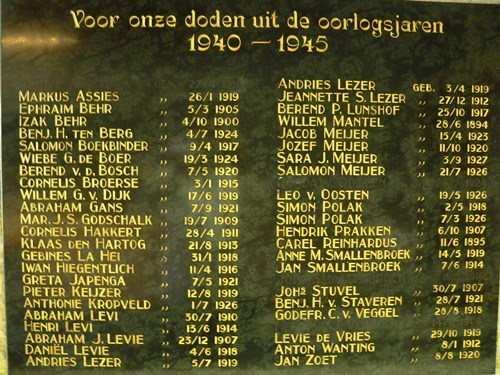 Voor onze doden uit de oorlogsjaren
1940 — 1945
MARKUS ASSIES ,, 26/1 1919
EPHRAIM BEHR ,, 3/5 1905
IZAK BEHR ,, 4/10 1900
BENJ. H. TEN BERG ,, 4/7 1924
SALOMON BOEKBINDER ,, 9/4 1917
WIEBE G. DE BOER ,, 19/3 1924
BEREND V. D. BOSCH ,, 7/5 1920
CORNELIS BROERSE ,, 3/1 1915
WILLEM G. V. DIJK ,, 17/6 1919
ABRAHAM GANS ,, 7/9 1921
MAR. J. S. GODSCHALK ,, 19/7 1909
CORNELIS HAKKERT ,, 28/4 1911
KLAAS DEN HARTOG ,, 21/8 1913
GEBINES LA HEI ,, 31/1 1918
IWAN HIEGENTLICH ,, 11/4 1916
GRETA JAPENGA ,, 7/5 1921
PIETER KEIJZER ,, 12/8 1919
ANTHONIE KROPVELD ,, 1/7 1926
ABRAHAM LEVI ,, 30/7 1910
HENRI LEVI ,, 13/6 1914
ABRAHAM J. LEVIE ,, 23/12 1907
DANIËL LEVIE ,, 4/6 1918
ANDRIES LEZER ,, 5/7 1919
ANDRIES LEZER GEB. 3/4 1919
JEANNETTE S. LEZER ,, 27/12 1912
BEREND P. LUNSHOF ,, 25/10 1917
WILLEM MANTEL ,, 28/6 1894
JACOB MEIJER ,, 15/4 1923
JOZEF MEIJER ,, 11/10 1920
SARA J. MEIJER ,, 3/9 1927
SALOMON MEIJER ,, 21/7 1926
LEO V. OOSTEN ,, 19/5 1926
SIMON POLAK ,, 2/5 1918
SIMON POLAK ,, 7/3 1926
HENDRIK PRAKKEN ,, 6/10 1907
CAREL REINHARDUS ,, 11/6 1895
ANNE M. SMALLENBROEK ,, 14/5 1919
JAN SMALLENBROEK ,, 7/6 1914
JOHS STUVEL ,, 30/7 1907
BENJ. H. V. STAVEREN ,, 28/7 1921
GODEFR. C. V. VEGGEL ,, 28/8 1918
LEVIE DE VRIES ,, 29/10 1919
ANTON WANTING ,, 8/1 1912
JAN ZOET ,, 8/8 1920